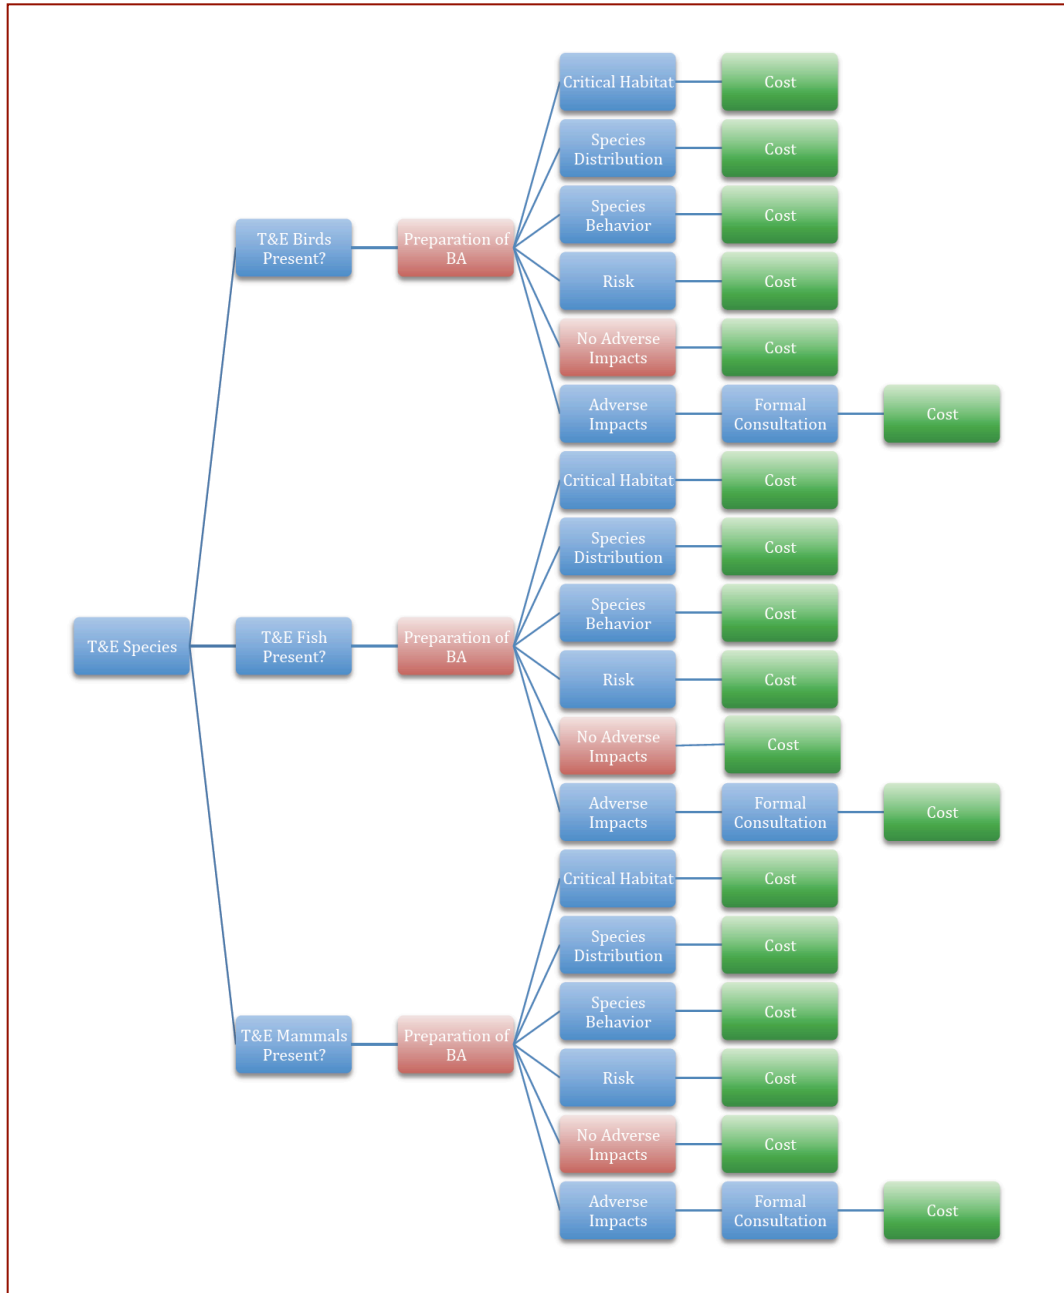 Critical Habitat
Cost
Species
Distribution
Cost
Species
Behavior
Cost
T&E Birds
Present?
Preparation of
BA
Risk
Cost
No Adverse
Impacts
Cost
Adverse
Impacts
Formal
Consultation
Cost
Critical Habitat
Cost
Species
Distribution
Cost
Species
Behavior
Cost
T&E Species
T&E Fish
Present?
Preparation of
BA
Risk
Cost
No Adverse
Impacts
Cost
Adverse
Impacts
Formal
Consultation
Cost
Critical Habitat
Cost
Species
Distribution
Cost
Species
Behavior
Cost
T&E Mammals
Present?
Preparation of
BA
Risk
Cost
No Adverse
Impacts
Cost
Adverse
Impacts
Formal
Consultation
Cost